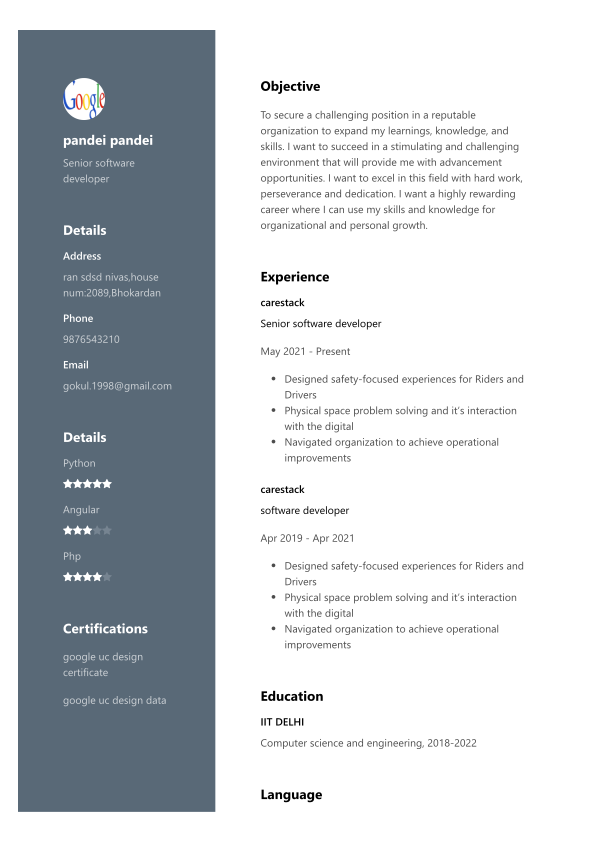 Google
pandei pandei
Senior software
developer
Details
Address
ran sdsd nivas,house
num:2089,Bhokardan
Phone
9876543210
Email
gokul.1998@gmail.com
Details
Python
Angular
Php
Certifications
google uc design
certificate
google uc design data
Objective
To secure a challenging position in a reputable
organization to expand my learnings, knowledge, and
skills. I want to succeed in a stimulating and challenging
environment that will provide me with advancement
opportunities. I want to excel in this field with hard work,
perseverance and dedication. I want a highly rewarding
career where I can use my skills and knowledge for
organizational and personal growth.
Experience
carestack
Senior software developer
May 2021 - Present
• Designed safety-focused experiences for Riders and
Drivers
• Physical space problem solving and it's interaction
with the digital
• Navigated organization to achieve operational
improvements
carestack
software developer
Apr 2019 - Apr 2021
• Designed safety-focused experiences for Riders and
Drivers
• Physical space problem solving and it's interaction
with the digital
• Navigated organization to achieve operational
improvements
Education
IIT DELHI
Computer science and engineering, 2018-2022
Language